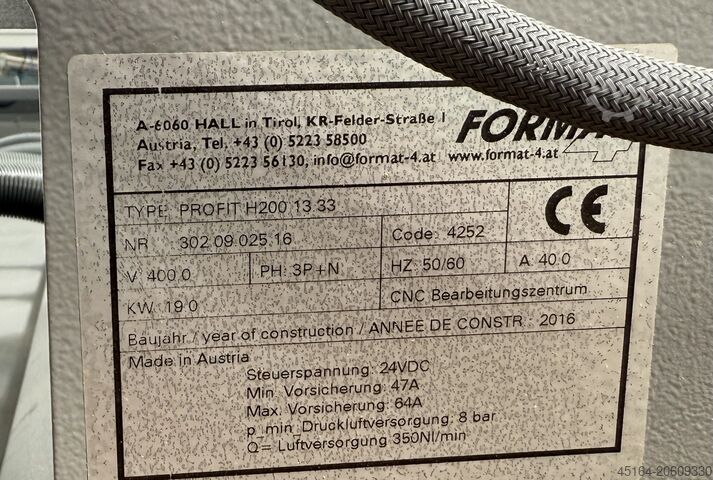 A-6060 HALL in Tirol, KR-Felder-Straße 1
Austria, Tel. +43 (0) 5223 58500
Fax +43 (0) 5223 56130, info@format-4.at www.format-4.at
FORMAT
4
TYPE: PROFIT H200 13.33
CE
NR 302.09.025.16 Code: 4252
V: 400.0 PH: 3P+N HZ: 50/60 A: 40.0
KW: 19.0 CNC Bearbeitungszentrum
Baujahr / year of construction / ANNEE DE CONSTR.: 2016
Made in Austria
Steuerspannung: 24VDC
Min. Vorsicherung: 47A
Max. Vorsicherung: 64A
p_min_Druckluftversorgung: 8 bar
Q= Luftversorgung 350Nl/min
45164-20609330